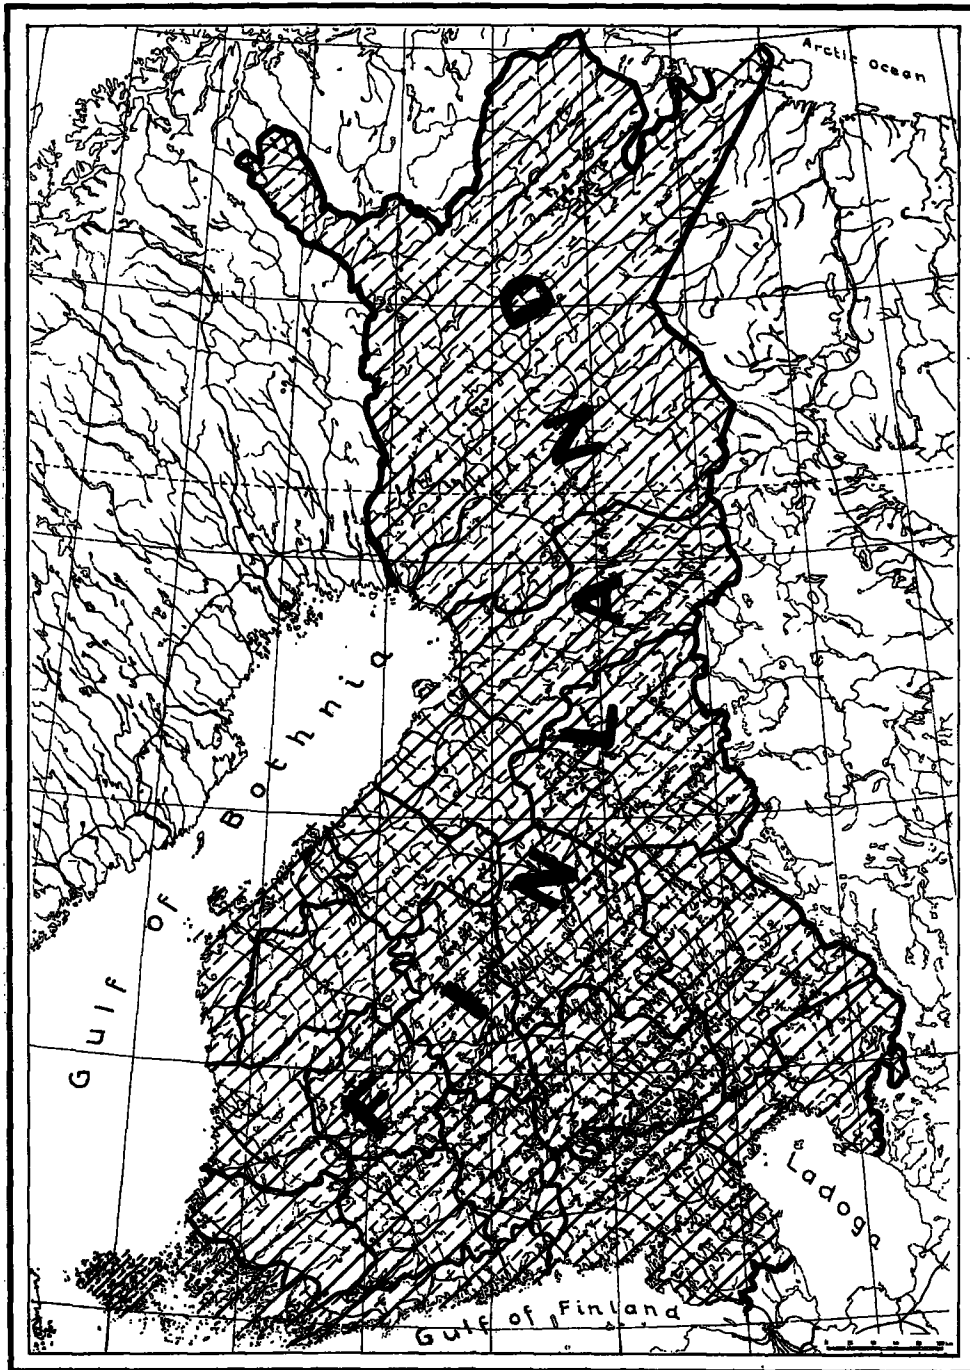 Arctic Ocean
FINLAND
Gulf of Bothnia
Ladoga
Gulf of Finland